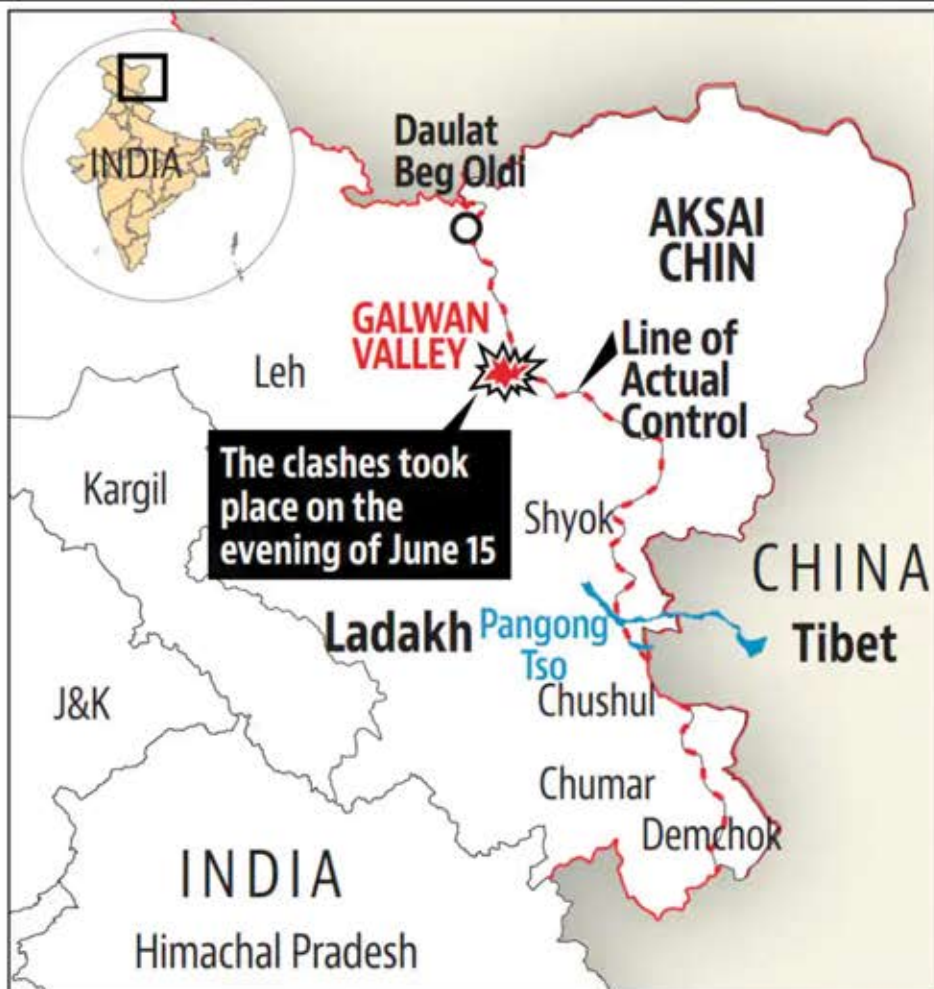 INDIA
Daulat
Beg Oldi
AKSAI
CHIN
GALWAN
VALLEY
Line of
Actual
Control
Leh
The clashes took
place on the
evening of June 15
Kargil
Shyok
CHINA
Ladakh
Pangong
Tso
Tibet
J&K
Chushul
Chumar
Demchok
INDIA
Himachal Pradesh